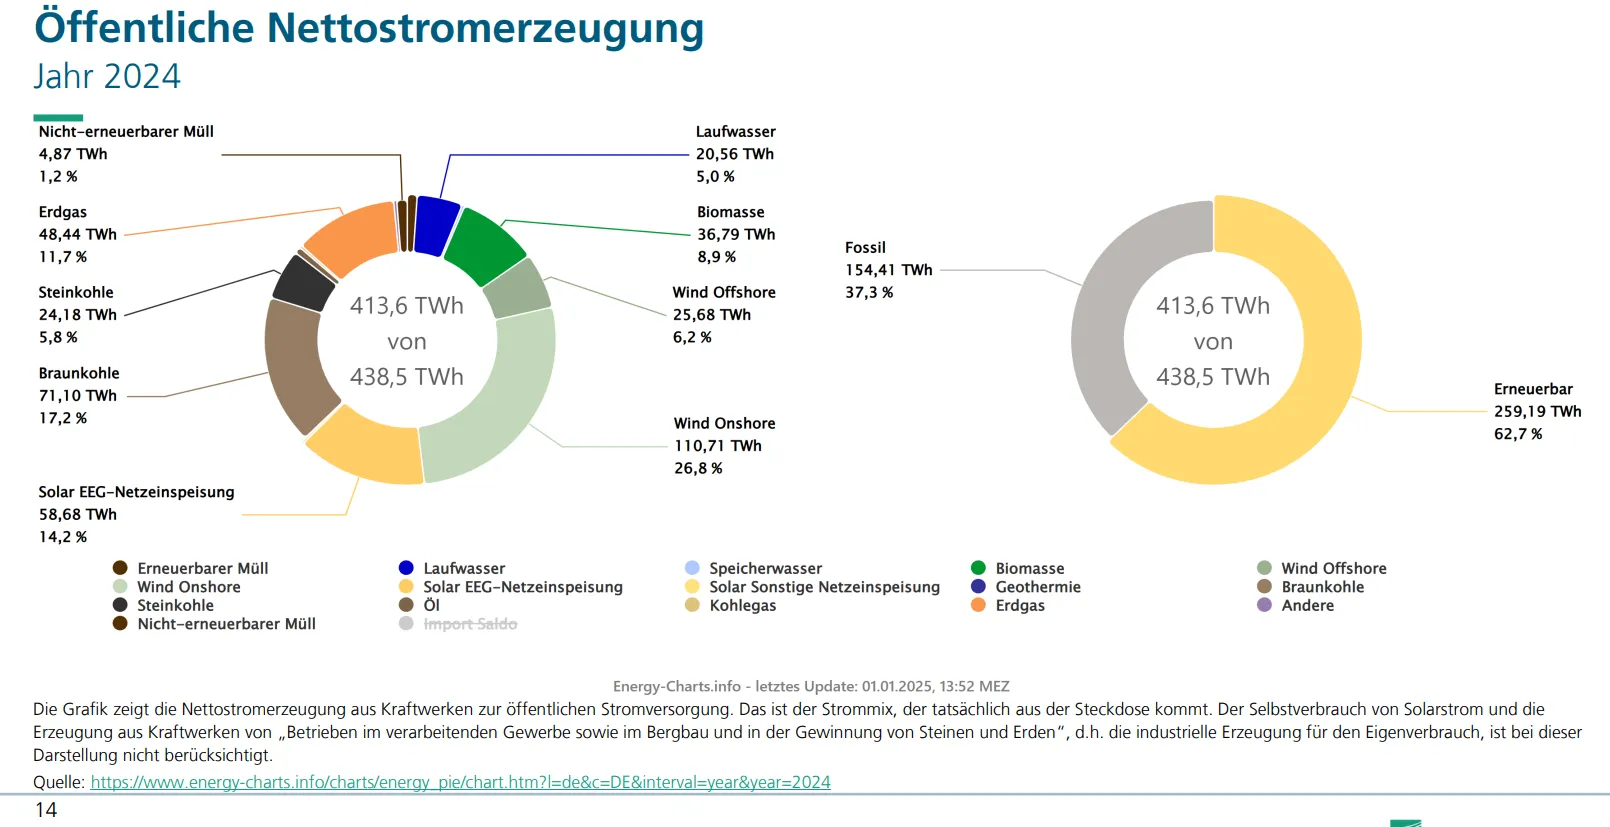 Öffentliche Nettostromerzeugung
Jahr 2024
Nicht-erneuerbarer Müll
4,87 TWh
1,2 %
Erdgas
48,44 TWh
11,7 %
Steinkohle
24,18 TWh
5,8 %
Braunkohle
71,10 TWh
17,2 %
Solar EEG-Netzeinspeisung
58,68 TWh
14,2 %
413,6 TWh
von
438,5 TWh
Laufwasser
20,56 TWh
5,0 %
Biomasse
36,79 TWh
8,9 %
Wind Offshore
25,68 TWh
6,2 %
Wind Onshore
110,71 TWh
26,8 %
Fossil
154,41 TWh
37,3 %
413,6 TWh
von
438,5 TWh
Erneuerbar
259,19 TWh
62,7 %
Erneuerbarer Müll Laufwasser Speicherwasser Biomasse Wind Offshore
Wind Onshore Solar EEG-Netzeinspeisung Solar Sonstige Netzeinspeisung Geothermie Braunkohle
Steinkohle Öl Kohlegas Erdgas Andere
Nicht-erneuerbarer Müll Import Saldo
Energy-Charts.info - letztes Update: 01.01.2025, 13:52 MEZ
Die Grafik zeigt die Nettostromerzeugung aus Kraftwerken zur öffentlichen Stromversorgung. Das ist der Strommix, der tatsächlich aus der Steckdose kommt. Der Selbstverbrauch von Solarstrom und die
Erzeugung aus Kraftwerken von „Betrieben im verarbeitenden Gewerbe sowie im Bergbau und in der Gewinnung von Steinen und Erden“, d.h. die industrielle Erzeugung für den Eigenverbrauch, ist bei dieser
Darstellung nicht berücksichtigt.
Quelle: https://www.energy-charts.info/charts/energy_pie/chart.htm?l=de&c=DE&interval=year&year=2024
14